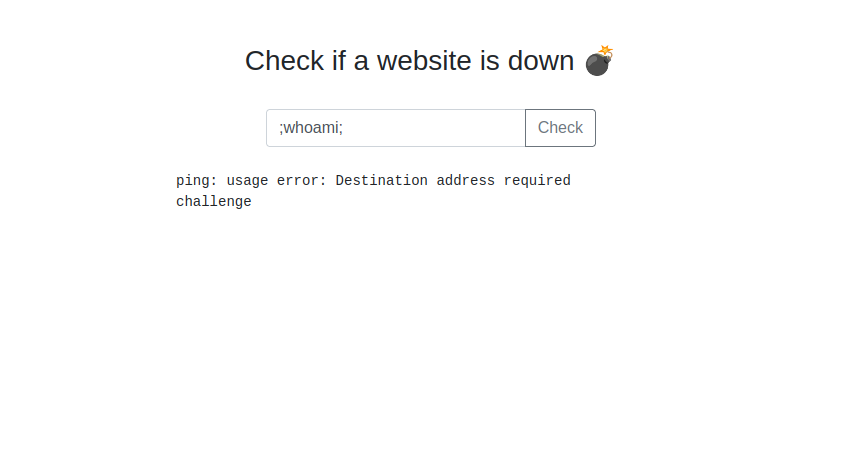 Check if a website is down 💣
;whoami;
Check
ping: usage error: Destination address required
challenge